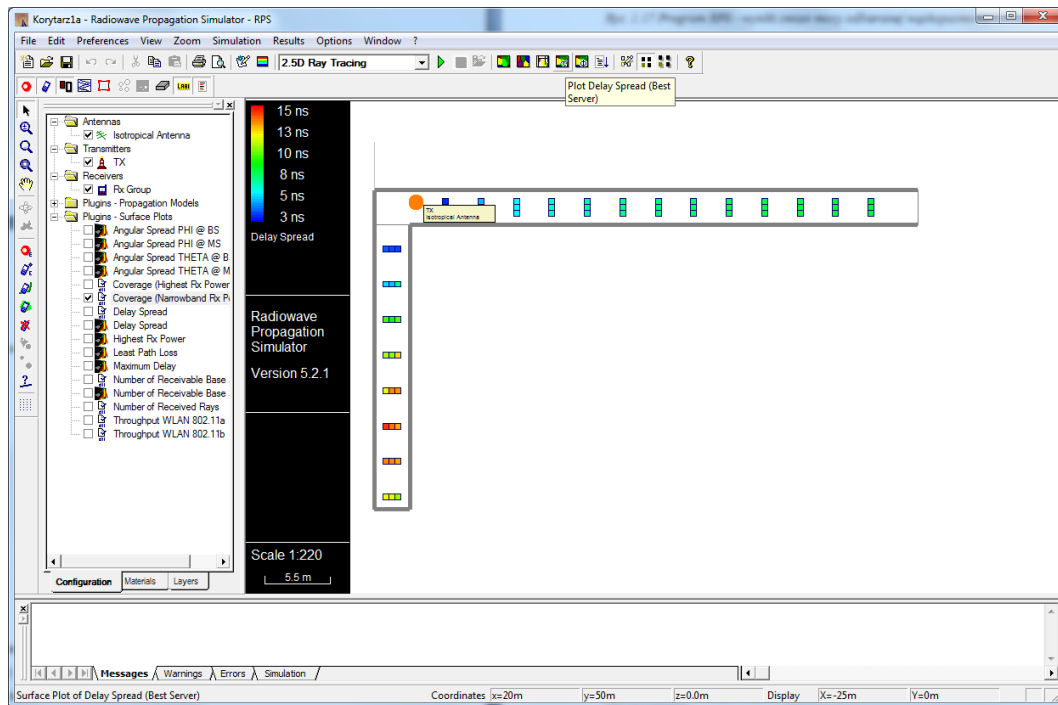 Korytarz1a - Radiowave Propagation Simulator - RPS
File Edit Preferences View Zoom Simulation Results Options Window ?
2.5D Ray Tracing
Plot Delay Spread (Best
Server)
Antennas
Isotropical Antenna
Transmitters
TX
Receivers
Rx Group
Plugins - Propagation Models
Plugins - Surface Plots
Angular Spread PHI @ BS
Angular Spread PHI @ MS
Angular Spread THETA @ B
Angular Spread THETA @ M
Coverage (Highest Rx Power
Coverage (Narrowband Rx P
Delay Spread
Delay Spread
Highest Rx Power
Least Path Loss
Maximum Delay
Number of Receivable Base
Number of Receivable Base
Number of Received Rays
Throughput WLAN 802.11a
Throughput WLAN 802.11b
Configuration Materials Layers
15 ns
13 ns
10 ns
8 ns
5 ns
3 ns
Delay Spread
Radiowave
Propagation
Simulator
Version 5.2.1
Scale 1:220
5.5 m
TX
Isotropical Antenna
Messages Warnings Errors Simulation
Surface Plot of Delay Spread (Best Server)
Coordinates x=20m y=50m z=0.0m Display X=-25m Y=0m